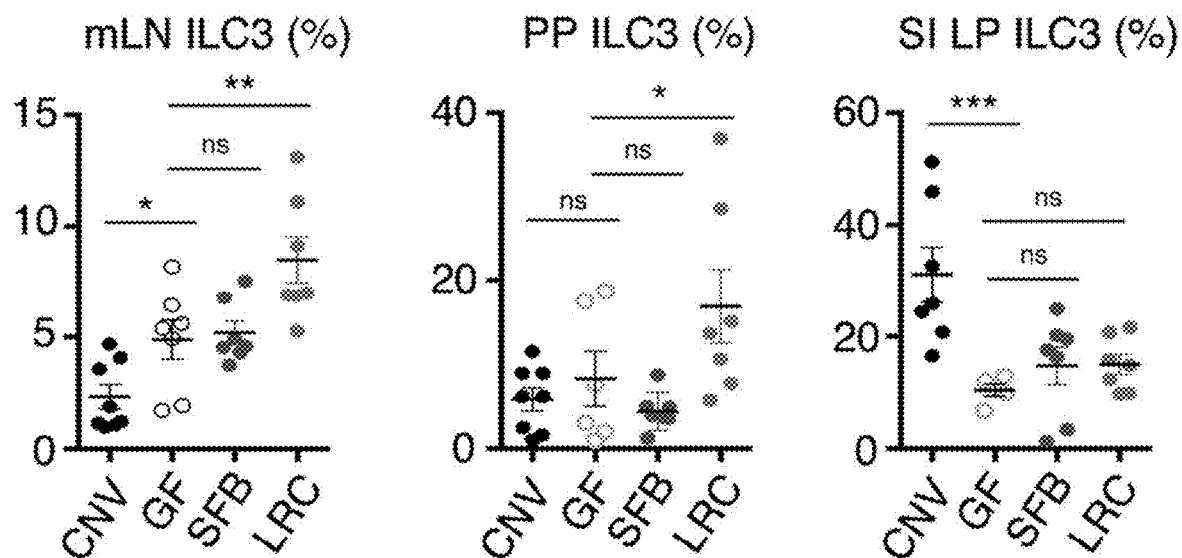 mLN ILC3 (%)
15
10
5
0
*
ns
**
CNV
GF
SFB
LRC
PP ILC3 (%)
40
20
0
ns
ns
*
CNV
GF
SFB
LRC
SI LP ILC3 (%)
60
40
20
0
***
ns
ns
CNV
GF
SFB
LRC